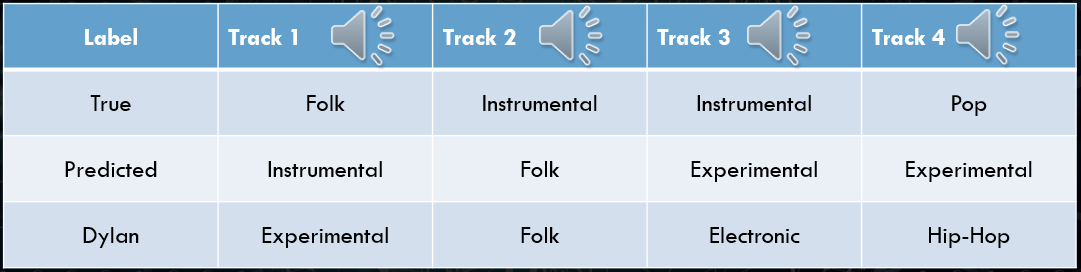 Label Track 1 Track 2 Track 3 Track 4
True Folk Instrumental Instrumental Pop
Predicted Instrumental Folk Experimental Experimental
Dylan Experimental Folk Electronic Hip-Hop